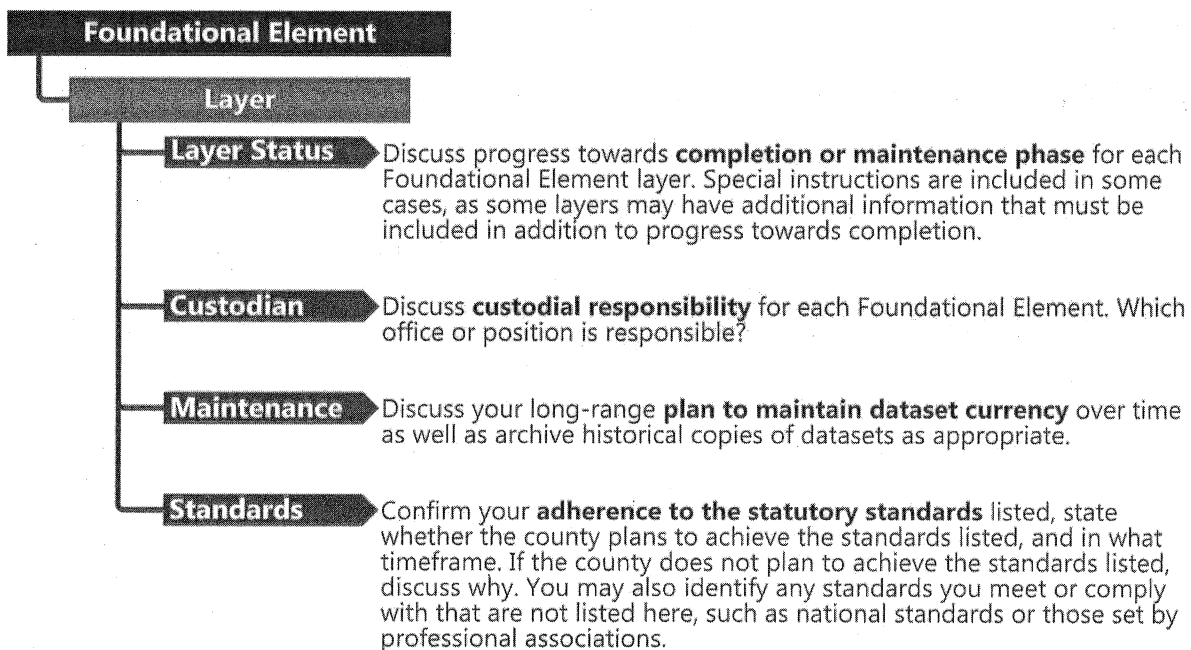 Foundational Element
Layer
Layer Status
Discuss progress towards completion or maintenance phase for each
Foundational Element layer. Special instructions are included in some
cases, as some layers may have additional information that must be
included in addition to progress towards completion.
Custodian
Discuss custodial responsibility for each Foundational Element. Which
office or position is responsible?
Maintenance
Discuss your long-range plan to maintain dataset currency over time
as well as archive historical copies of datasets as appropriate.
Standards
Confirm your adherence to the statutory standards listed, state
whether the county plans to achieve the standards listed, and in what
timeframe. If the county does not plan to achieve the standards listed,
discuss why. You may also identify any standards you meet or comply
with that are not listed here, such as national standards or those set by
professional associations.